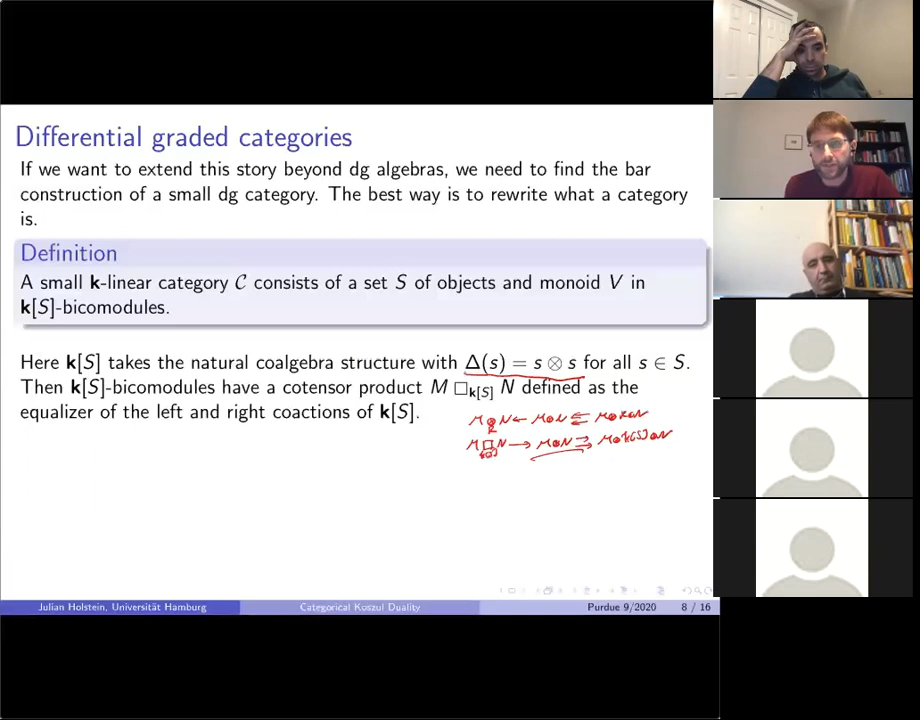 Differential graded categories
If we want to extend this story beyond dg algebras, we need to find the bar
construction of a small dg category. The best way is to rewrite what a category
is.
Definition
A small k-linear category 𝒞 consists of a set S of objects and monoid V in
k[S]-bicomodules.
Here k[S] takes the natural coalgebra structure with Δ(s) = s ⊗ s for all s ∈ S.
Then k[S]-bicomodules have a cotensor product M □k[S] N defined as the
equalizer of the left and right coactions of k[S].
M ⊗R N ← M⊗N ⇇ M⊗R⊗N
M □k[S] N → M⊗N ⇉ M⊗k[S]⊗N
Julian Holstein, Universität Hamburg Categorical Koszul Duality Purdue 9/2020 8 / 16